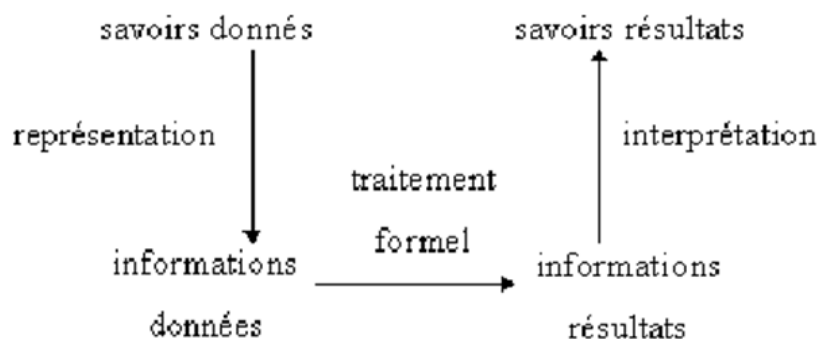 savoirs donnés
savoirs résultats
représentation
interprétation
traitement
formel
informations
données
informations
résultats